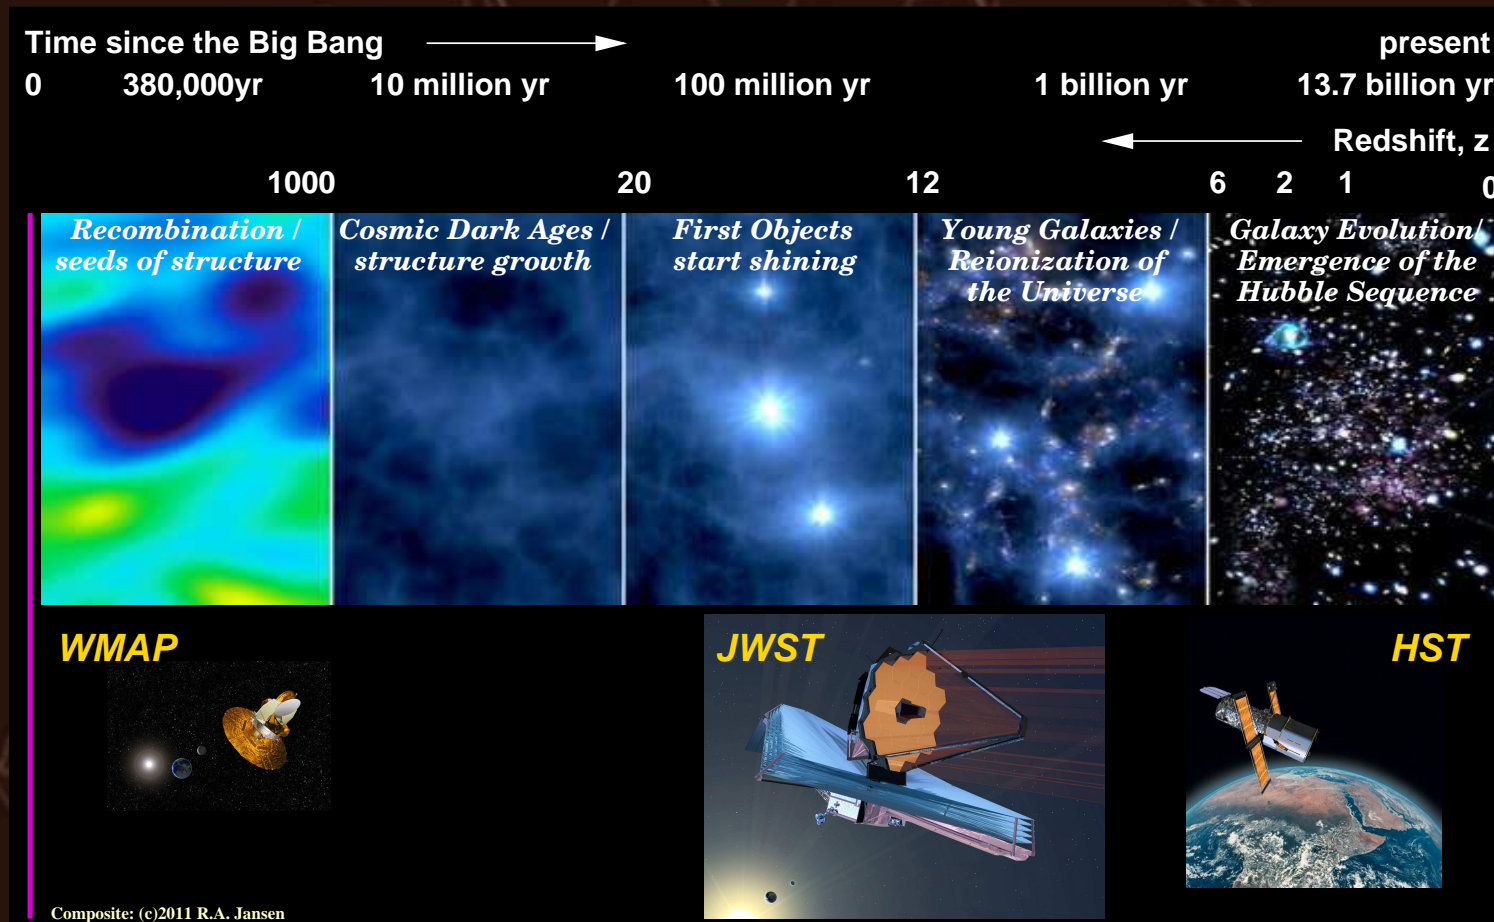 Time since the Big Bang present
0 380,000yr 10 million yr 100 million yr 1 billion yr 13.7 billion yr
Redshift, z
1000 20 12 6 2 1 0
Recombination /
seeds of structure
Cosmic Dark Ages /
structure growth
First Objects
start shining
Young Galaxies /
Reionization of
the Universe
Galaxy Evolution/
Emergence of the
Hubble Sequence
WMAP JWST HST
Composite: (c)2011 R.A. Jansen